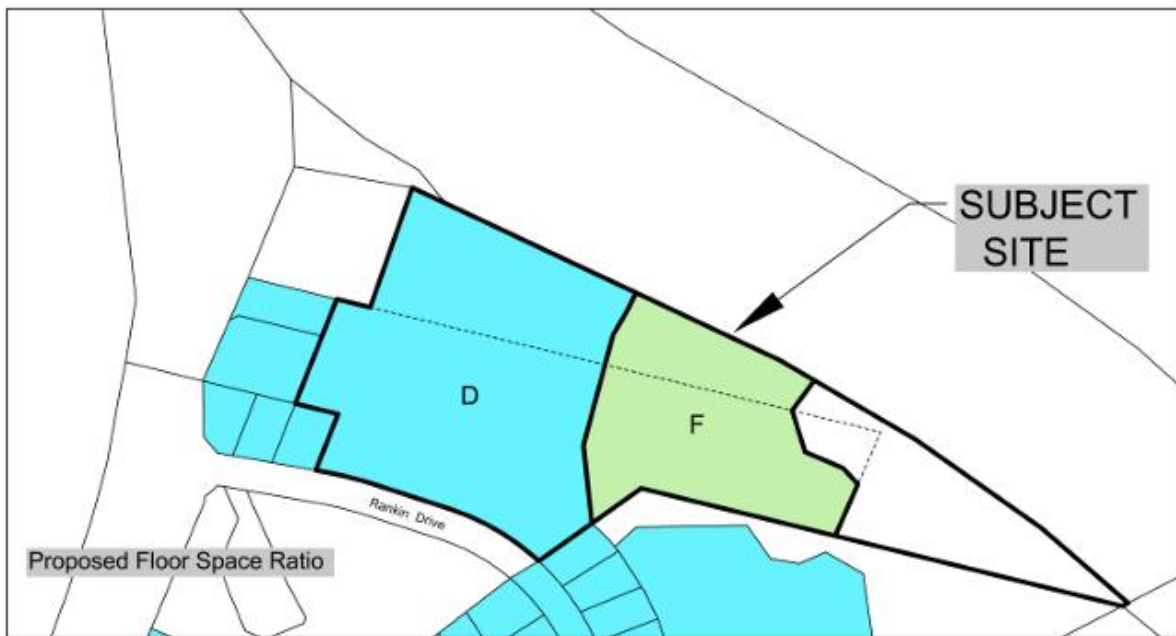 SUBJECT
SITE
D
F
Rankin Drive
Proposed Floor Space Ratio